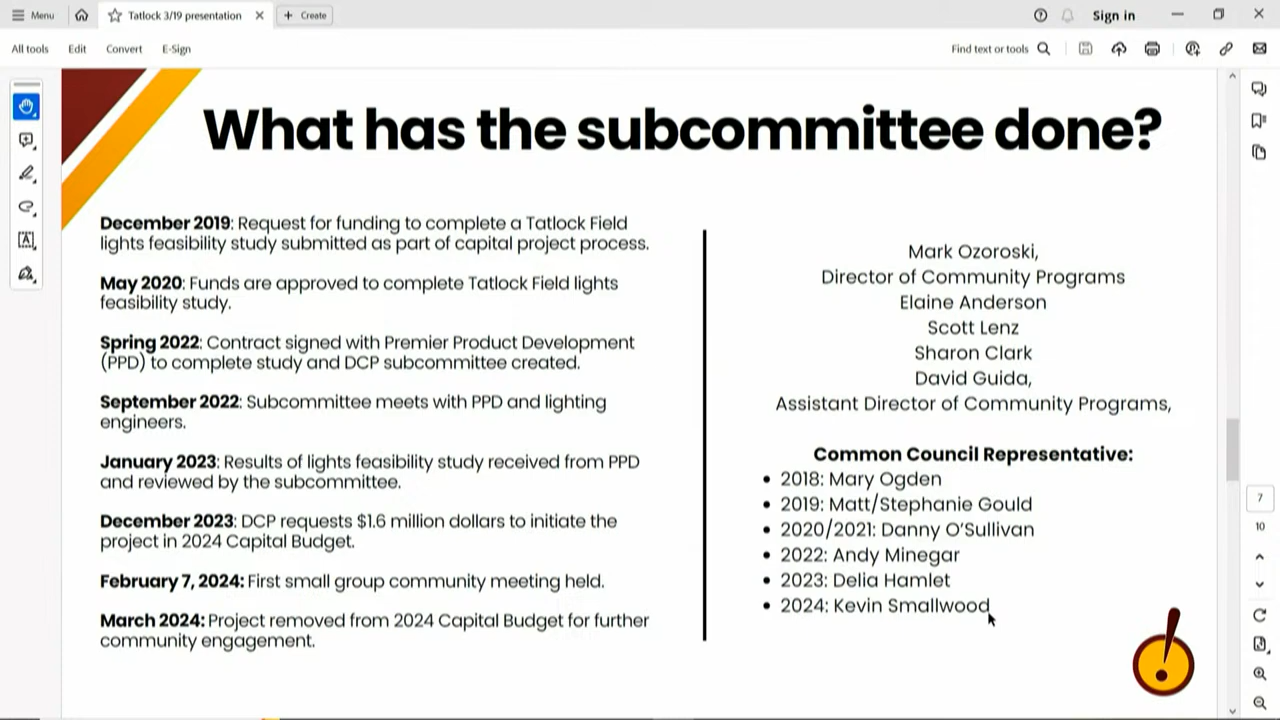 Menu
Tatlock 3/19 presentation
Create
Sign in
All tools
Edit
Convert
E-Sign
Find text or tools
What has the subcommittee done?
December 2019: Request for funding to complete a Tatlock Field
lights feasibility study submitted as part of capital project process.
May 2020: Funds are approved to complete Tatlock Field lights
feasibility study.
Spring 2022: Contract signed with Premier Product Development
(PPD) to complete study and DCP subcommittee created.
September 2022: Subcommittee meets with PPD and lighting
engineers.
January 2023: Results of lights feasibility study received from PPD
and reviewed by the subcommittee.
December 2023: DCP requests $1.6 million dollars to initiate the
project in 2024 Capital Budget.
February 7, 2024: First small group community meeting held.
March 2024: Project removed from 2024 Capital Budget for further
community engagement.
Mark Ozoroski,
Director of Community Programs
Elaine Anderson
Scott Lenz
Sharon Clark
David Guida,
Assistant Director of Community Programs,
Common Council Representative:
• 2018: Mary Ogden
• 2019: Matt/Stephanie Gould
• 2020/2021: Danny O'Sullivan
• 2022: Andy Minegar
• 2023: Delia Hamlet
• 2024: Kevin Smallwood
7
10